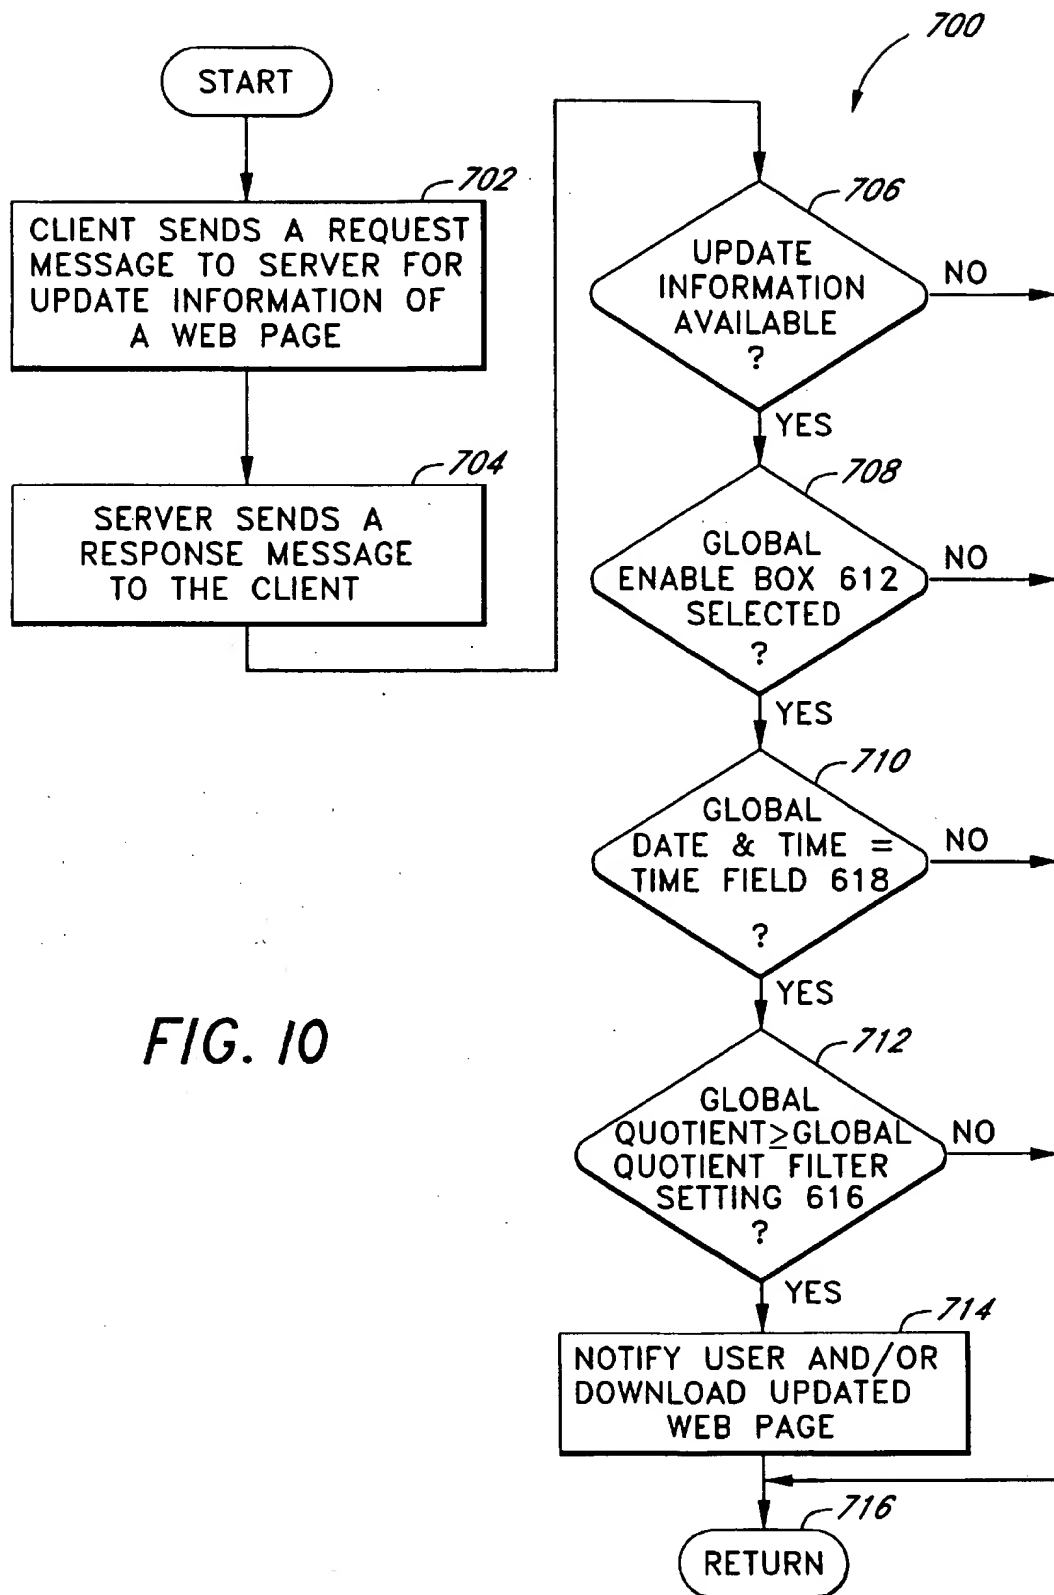 700
START
702
CLIENT SENDS A REQUEST
MESSAGE TO SERVER FOR
UPDATE INFORMATION OF
A WEB PAGE
704
SERVER SENDS A
RESPONSE MESSAGE
TO THE CLIENT
706
UPDATE
INFORMATION
AVAILABLE
?
NO
YES
708
GLOBAL
ENABLE BOX 612
SELECTED
?
NO
YES
710
GLOBAL
DATE & TIME =
TIME FIELD 618
?
NO
YES
712
GLOBAL
QUOTIENT≥GLOBAL
QUOTIENT FILTER
SETTING 616
?
NO
YES
714
NOTIFY USER AND/OR
DOWNLOAD UPDATED
WEB PAGE
716
RETURN
FIG. 10